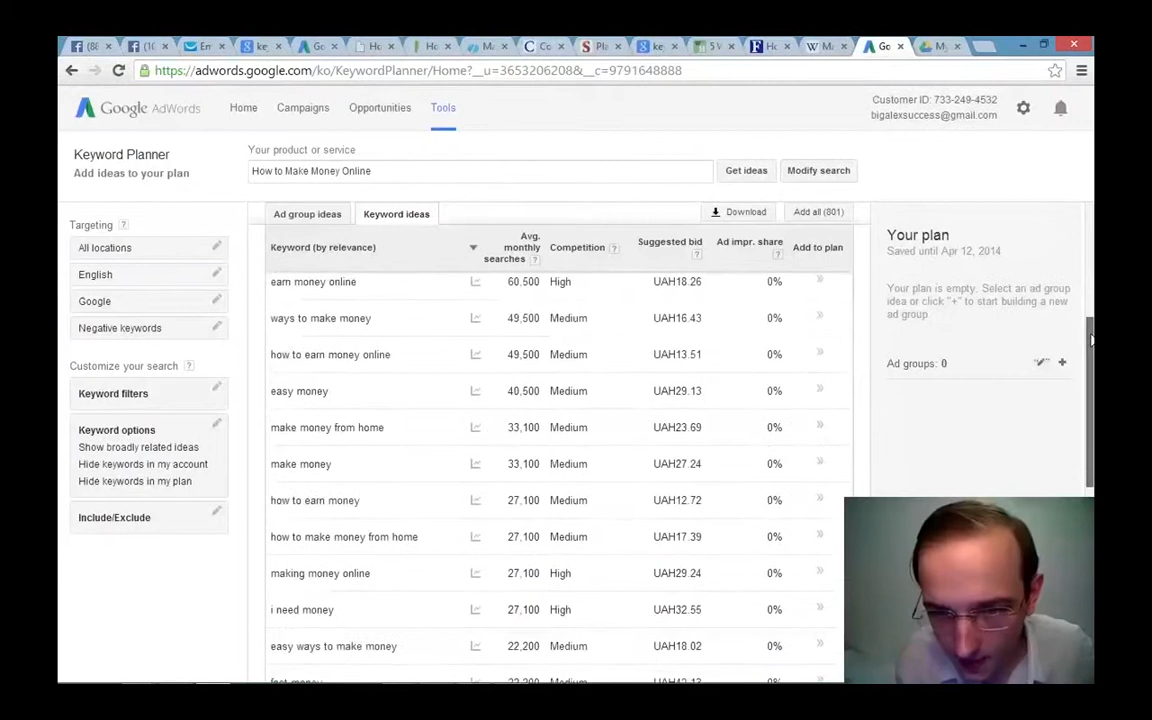 https://adwords.google.com/ko/KeywordPlanner/Home?__u=3653206208&__c=9791648888
Google AdWords
Home
Campaigns
Opportunities
Tools
Customer ID: 733-249-4532
bigalexsuccess@gmail.com
Keyword Planner
Add ideas to your plan
Your product or service
How to Make Money Online
Get ideas
Modify search
Targeting ?
All locations
English
Google
Negative keywords
Customize your search ?
Keyword filters
Keyword options
Show broadly related ideas
Hide keywords in my account
Hide keywords in my plan
Include/Exclude
Ad group ideas
Keyword ideas
Download
Add all (801)
Keyword (by relevance)
Avg. monthly searches ?
Competition ?
Suggested bid ?
Ad impr. share ?
Add to plan
earn money online 60,500 High UAH18.26 0%
ways to make money 49,500 Medium UAH16.43 0%
how to earn money online 49,500 Medium UAH13.51 0%
easy money 40,500 Medium UAH29.13 0%
make money from home 33,100 Medium UAH23.69 0%
make money 33,100 Medium UAH27.24 0%
how to earn money 27,100 Medium UAH12.72 0%
how to make money from home 27,100 Medium UAH17.39 0%
making money online 27,100 High UAH29.24 0%
i need money 27,100 High UAH32.55 0%
easy ways to make money 22,200 Medium UAH18.02 0%
Your plan
Saved until Apr 12, 2014
Your plan is empty. Select an ad group
idea or click "+" to start building a new
ad group.
Ad groups: 0